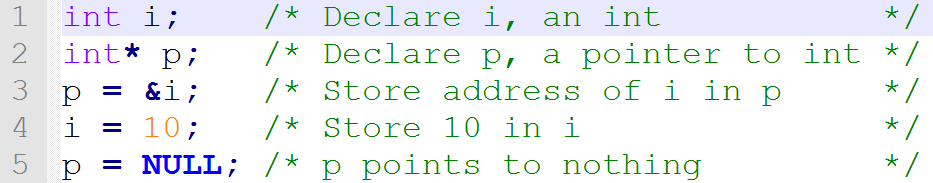 1 int i;     /* Declare i, an int            */
2 int* p;    /* Declare p, a pointer to int */
3 p = &i;    /* Store address of i in p      */
4 i = 10;    /* Store 10 in i                */
5 p = NULL; /* p points to nothing          */